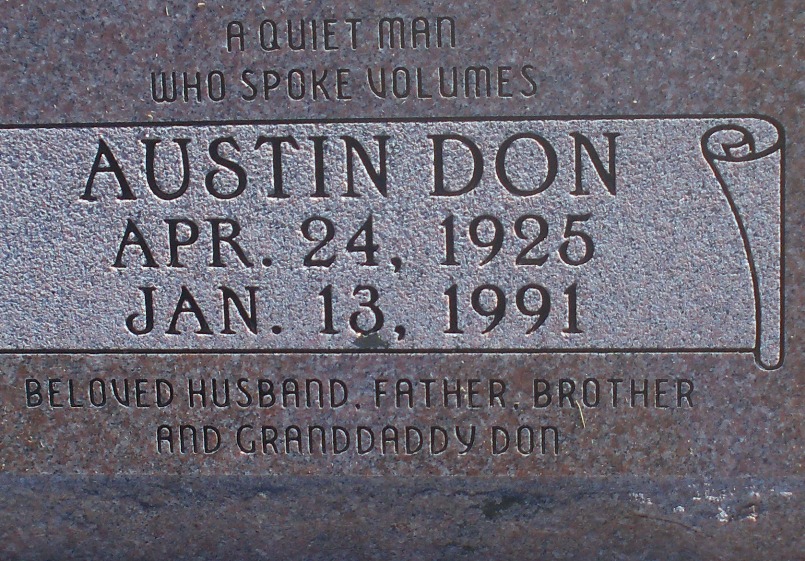 A QUIET MAN
WHO SPOKE VOLUMES
AUSTIN DON
APR. 24, 1925
JAN. 13, 1991
BELOVED HUSBAND, FATHER, BROTHER
AND GRANDDADDY DON